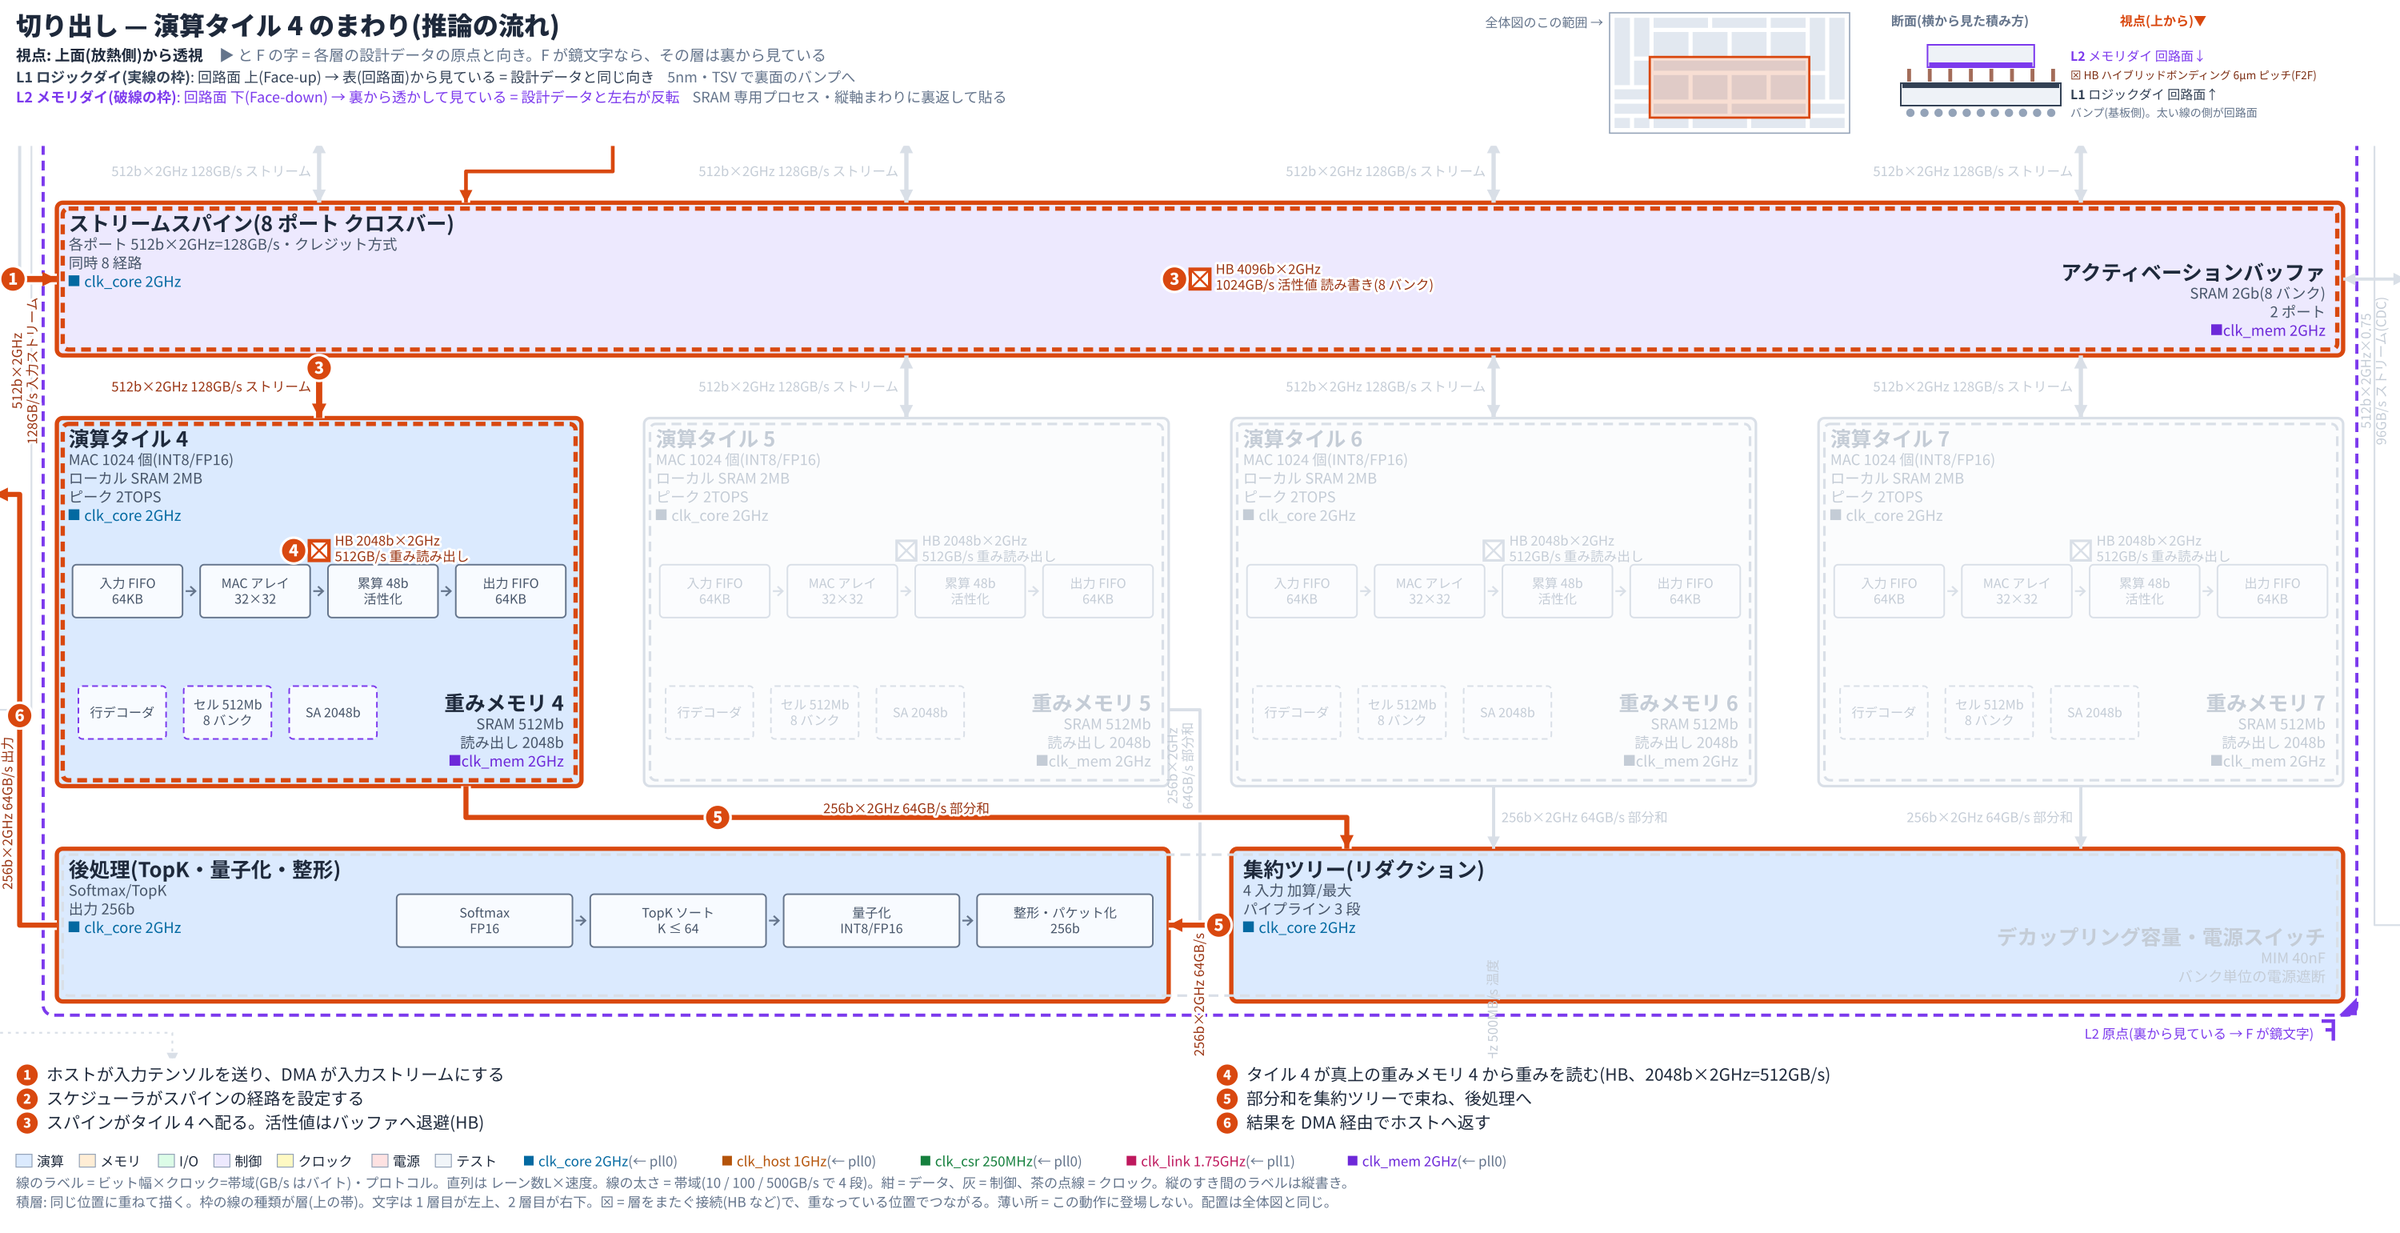 切り出し — 演算タイル 4 のまわり(推論の流れ)
視点: 上面(放熱側)から透視 ▶ と F の字 = 各層の設計データの原点と向き。F が鏡文字なら、その層は裏から見ている
L1 ロジックダイ(実線の枠): 回路面 上(Face-up) → 表(回路面)から見ている = 設計データと同じ向き 5nm・TSV で裏面のバンプへ
L2 メモリダイ(破線の枠): 回路面 下(Face-down) → 裏から透かして見ている = 設計データと左右が反転 SRAM 専用プロセス・縦軸まわりに裏返して貼る
全体図のこの範囲 →
断面(横から見た積み方)
視点(上から)▼
L2 メモリダイ 回路面↓
☒ HB ハイブリッドボンディング 6µm ピッチ(F2F)
L1 ロジックダイ 回路面↑
バンプ(基板側)。太い線の側が回路面
512b×2GHz 128GB/s ストリーム
512b×2GHz 128GB/s ストリーム
512b×2GHz 128GB/s ストリーム
512b×2GHz 128GB/s ストリーム
ストリームスパイン(8 ポート クロスバー)
各ポート 512b×2GHz=128GB/s・クレジット方式
同時 8 経路
■ clk_core 2GHz
1
3
HB 4096b×2GHz
1024GB/s 活性値 読み書き(8 バンク)
アクティベーションバッファ
SRAM 2Gb(8 バンク)
2 ポート
■clk_mem 2GHz
512b×2GHz
128GB/s 入力ストリーム
512b×2GHz×0.75
96GB/s ストリーム(CDC)
3
512b×2GHz 128GB/s ストリーム
512b×2GHz 128GB/s ストリーム
512b×2GHz 128GB/s ストリーム
512b×2GHz 128GB/s ストリーム
演算タイル 4
MAC 1024 個(INT8/FP16)
ローカル SRAM 2MB
ピーク 2TOPS
■ clk_core 2GHz
4
HB 2048b×2GHz
512GB/s 重み読み出し
入力 FIFO
64KB
MAC アレイ
32×32
累算 48b
活性化
出力 FIFO
64KB
行デコーダ
セル 512Mb
8 バンク
SA 2048b
重みメモリ 4
SRAM 512Mb
読み出し 2048b
■clk_mem 2GHz
演算タイル 5
MAC 1024 個(INT8/FP16)
ローカル SRAM 2MB
ピーク 2TOPS
■ clk_core 2GHz
HB 2048b×2GHz
512GB/s 重み読み出し
入力 FIFO
64KB
MAC アレイ
32×32
累算 48b
活性化
出力 FIFO
64KB
行デコーダ
セル 512Mb
8 バンク
SA 2048b
重みメモリ 5
SRAM 512Mb
読み出し 2048b
■clk_mem 2GHz
演算タイル 6
MAC 1024 個(INT8/FP16)
ローカル SRAM 2MB
ピーク 2TOPS
■ clk_core 2GHz
HB 2048b×2GHz
512GB/s 重み読み出し
入力 FIFO
64KB
MAC アレイ
32×32
累算 48b
活性化
出力 FIFO
64KB
行デコーダ
セル 512Mb
8 バンク
SA 2048b
重みメモリ 6
SRAM 512Mb
読み出し 2048b
■clk_mem 2GHz
演算タイル 7
MAC 1024 個(INT8/FP16)
ローカル SRAM 2MB
ピーク 2TOPS
■ clk_core 2GHz
HB 2048b×2GHz
512GB/s 重み読み出し
入力 FIFO
64KB
MAC アレイ
32×32
累算 48b
活性化
出力 FIFO
64KB
行デコーダ
セル 512Mb
8 バンク
SA 2048b
重みメモリ 7
SRAM 512Mb
読み出し 2048b
■clk_mem 2GHz
6
256b×2GHz 64GB/s 出力
256b×2GHz
64GB/s 部分和
5
256b×2GHz 64GB/s 部分和
256b×2GHz 64GB/s 部分和
256b×2GHz 64GB/s 部分和
後処理(TopK・量子化・整形)
Softmax/TopK
出力 256b
■ clk_core 2GHz
Softmax
FP16
TopK ソート
K ≤ 64
量子化
INT8/FP16
整形・パケット化
256b
5
256b×2GHz 64GB/s
集約ツリー(リダクション)
4 入力 加算/最大
パイプライン 3 段
■ clk_core 2GHz
Hz 500MB/s 温度
デカップリング容量・電源スイッチ
MIM 40nF
バンク単位の電源遮断
L2 原点(裏から見ている → F が鏡文字)
F
1 ホストが入力テンソルを送り、DMA が入力ストリームにする
2 スケジューラがスパインの経路を設定する
3 スパインがタイル 4 へ配る。活性値はバッファへ退避(HB)
4 タイル 4 が真上の重みメモリ 4 から重みを読む(HB、2048b×2GHz=512GB/s)
5 部分和を集約ツリーで束ね、後処理へ
6 結果を DMA 経由でホストへ返す
演算 メモリ I/O 制御 クロック 電源 テスト ■ clk_core 2GHz(← pll0) ■ clk_host 1GHz(← pll0) ■ clk_csr 250MHz(← pll0) ■ clk_link 1.75GHz(← pll1) ■ clk_mem 2GHz(← pll0)
線のラベル = ビット幅×クロック=帯域(GB/s はバイト)・プロトコル。直列は レーン数L×速度。線の太さ = 帯域(10 / 100 / 500GB/s で 4 段)。紺 = データ、灰 = 制御、茶の点線 = クロック。縦のすき間のラベルは縦書き。
積層: 同じ位置に重ねて描く。枠の線の種類が層(上の帯)。文字は 1 層目が左上、2 層目が右下。☒ = 層をまたぐ接続(HB など)で、重なっている位置でつながる。薄い所 = この動作に登場しない。配置は全体図と同じ。